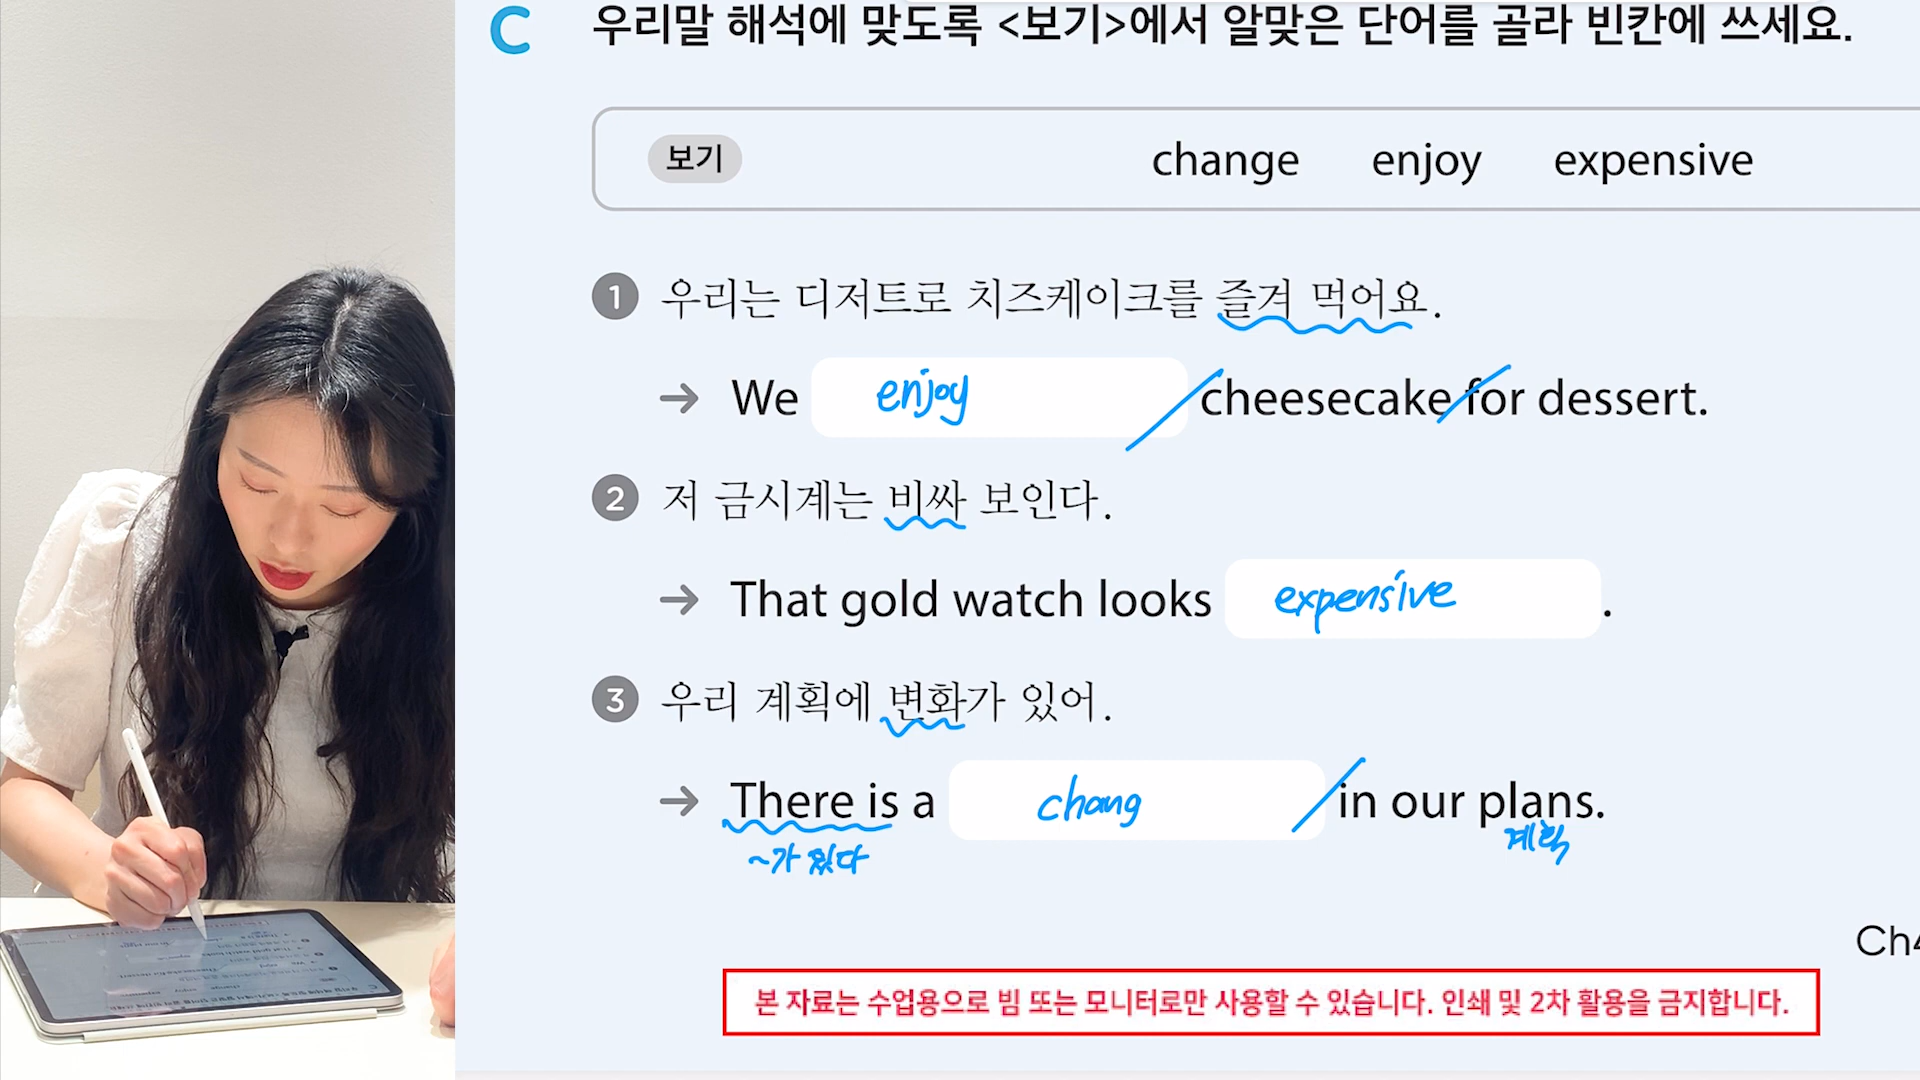 C 우리말 해석에 맞도록 <보기>에서 알맞은 단어를 골라 빈칸에 쓰세요.
보기 change enjoy expensive
1 우리는 디저트로 치즈케이크를 즐겨 먹어요.
→ We enjoy cheesecake for dessert.
2 저 금시계는 비싸 보인다.
→ That gold watch looks expensive.
3 우리 계획에 변화가 있어.
→ There is a chang in our plans.
~가 있다 계획
Ch4
본 자료는 수업용으로 빔 또는 모니터로만 사용할 수 있습니다. 인쇄 및 2차 활용을 금지합니다.